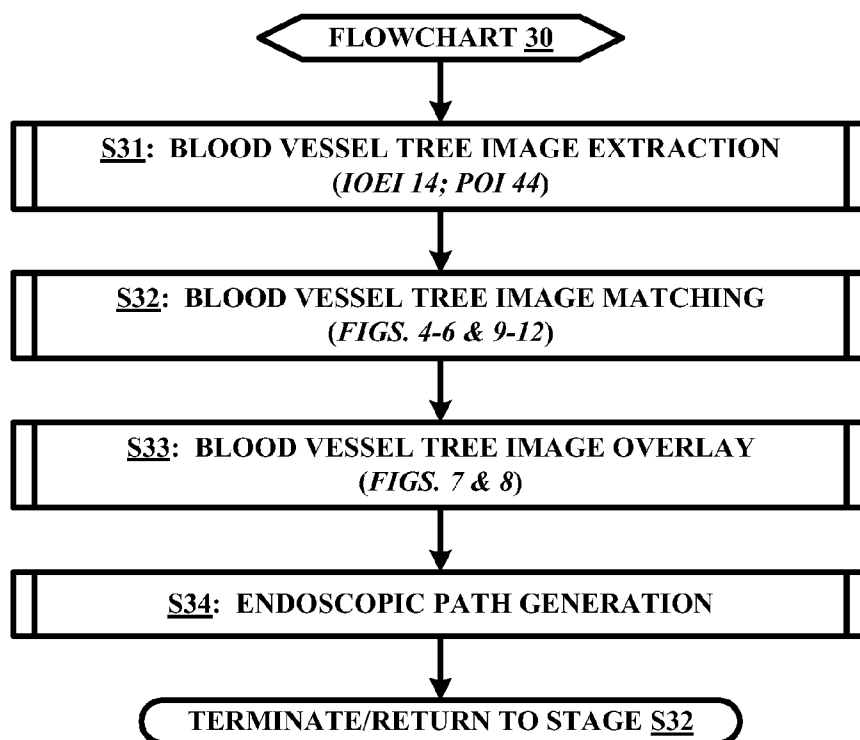 FLOWCHART 30
S31: BLOOD VESSEL TREE IMAGE EXTRACTION
(IOEI 14; POI 44)
S32: BLOOD VESSEL TREE IMAGE MATCHING
(FIGS. 4-6 & 9-12)
S33: BLOOD VESSEL TREE IMAGE OVERLAY
(FIGS. 7 & 8)
S34: ENDOSCOPIC PATH GENERATION
TERMINATE/RETURN TO STAGE S32